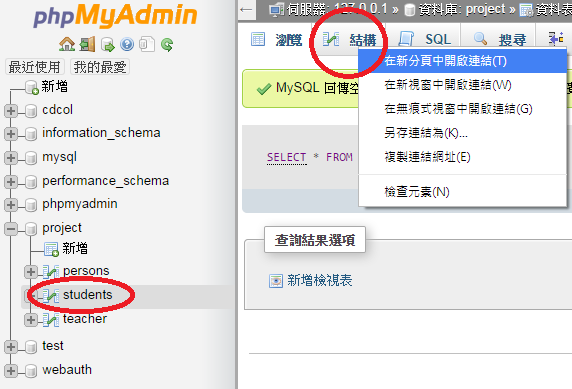 phpMyAdmin
最近使用 我的最愛
新增
cdcol
information_schema
mysql
performance_schema
phpmyadmin
project
新增
persons
students
teacher
test
webauth
伺服器: 127.0.0.1 » 資料庫: project » 資料表
瀏覽 結構 SQL 搜尋
在新分頁中開啟連結(T)
在新視窗中開啟連結(W)
在無痕式視窗中開啟連結(G)
另存連結為(K)...
複製連結網址(E)
檢查元素(N)
MySQL 回傳空
SELECT * FROM
查詢結果選項
新增檢視表